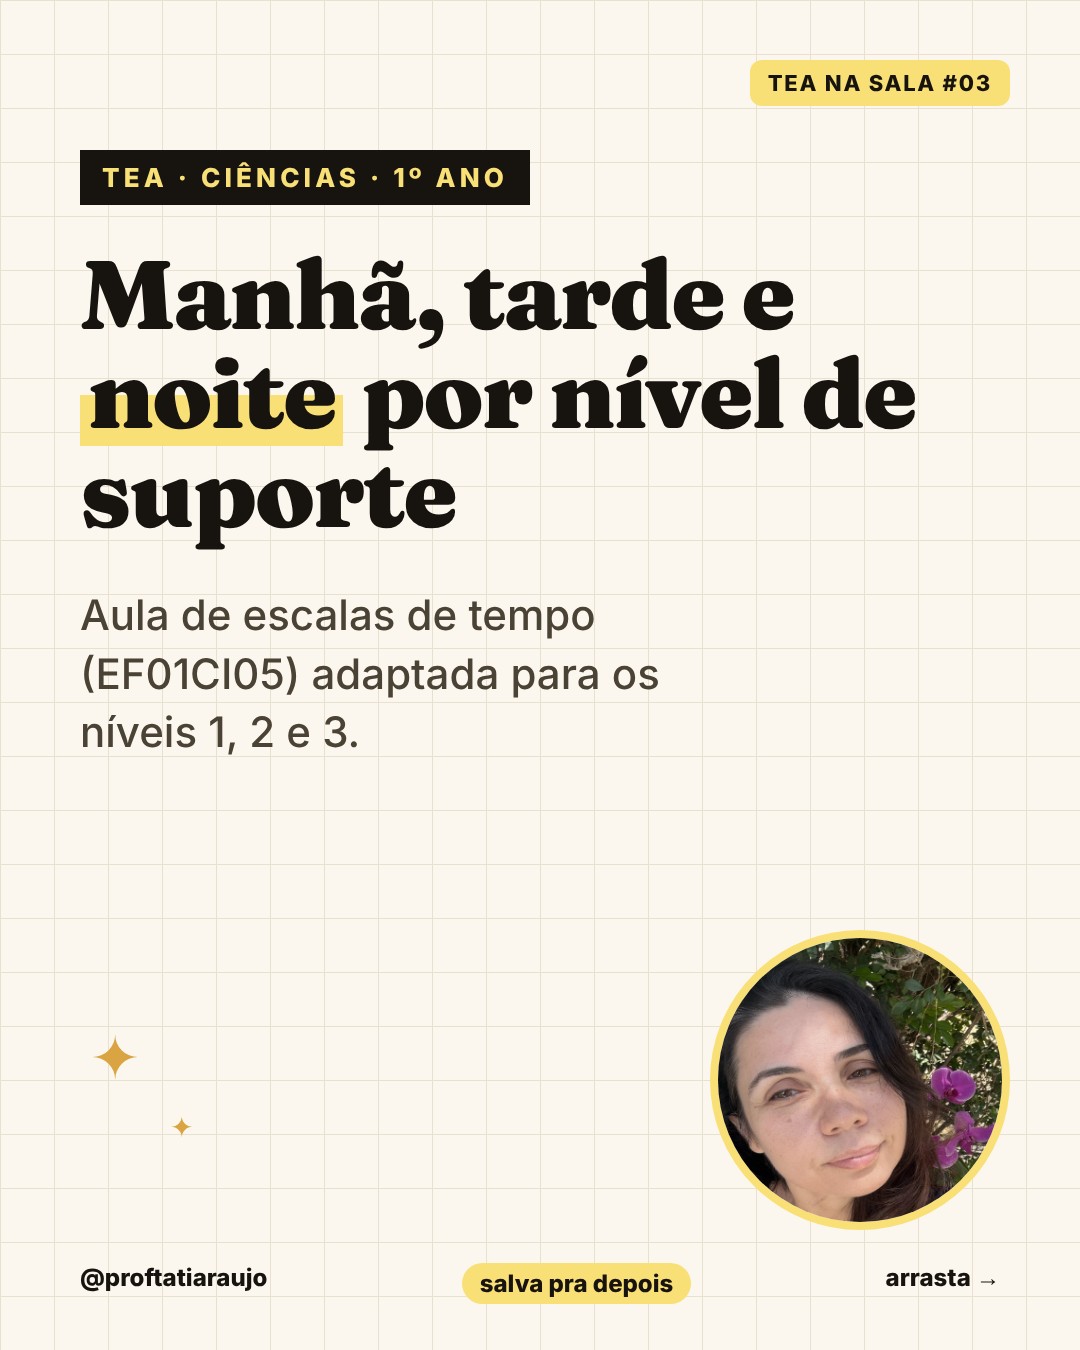 TEA NA SALA #03
TEA · CIÊNCIAS · 1º ANO
Manhã, tarde e
noite por nível de
suporte
Aula de escalas de tempo
(EF01CI05) adaptada para os
níveis 1, 2 e 3.
@proftatiaraujo
salva pra depois
arrasta →